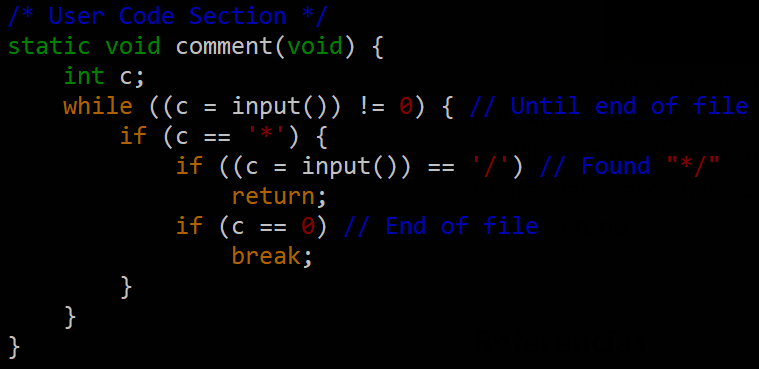 /* User Code Section */
static void comment(void) {
    int c;
    while ((c = input()) != 0) { // Until end of file
        if (c == '*') {
            if ((c = input()) == '/') // Found "*/"
                return;
            if (c == 0) // End of file
                break;
        }
    }
}